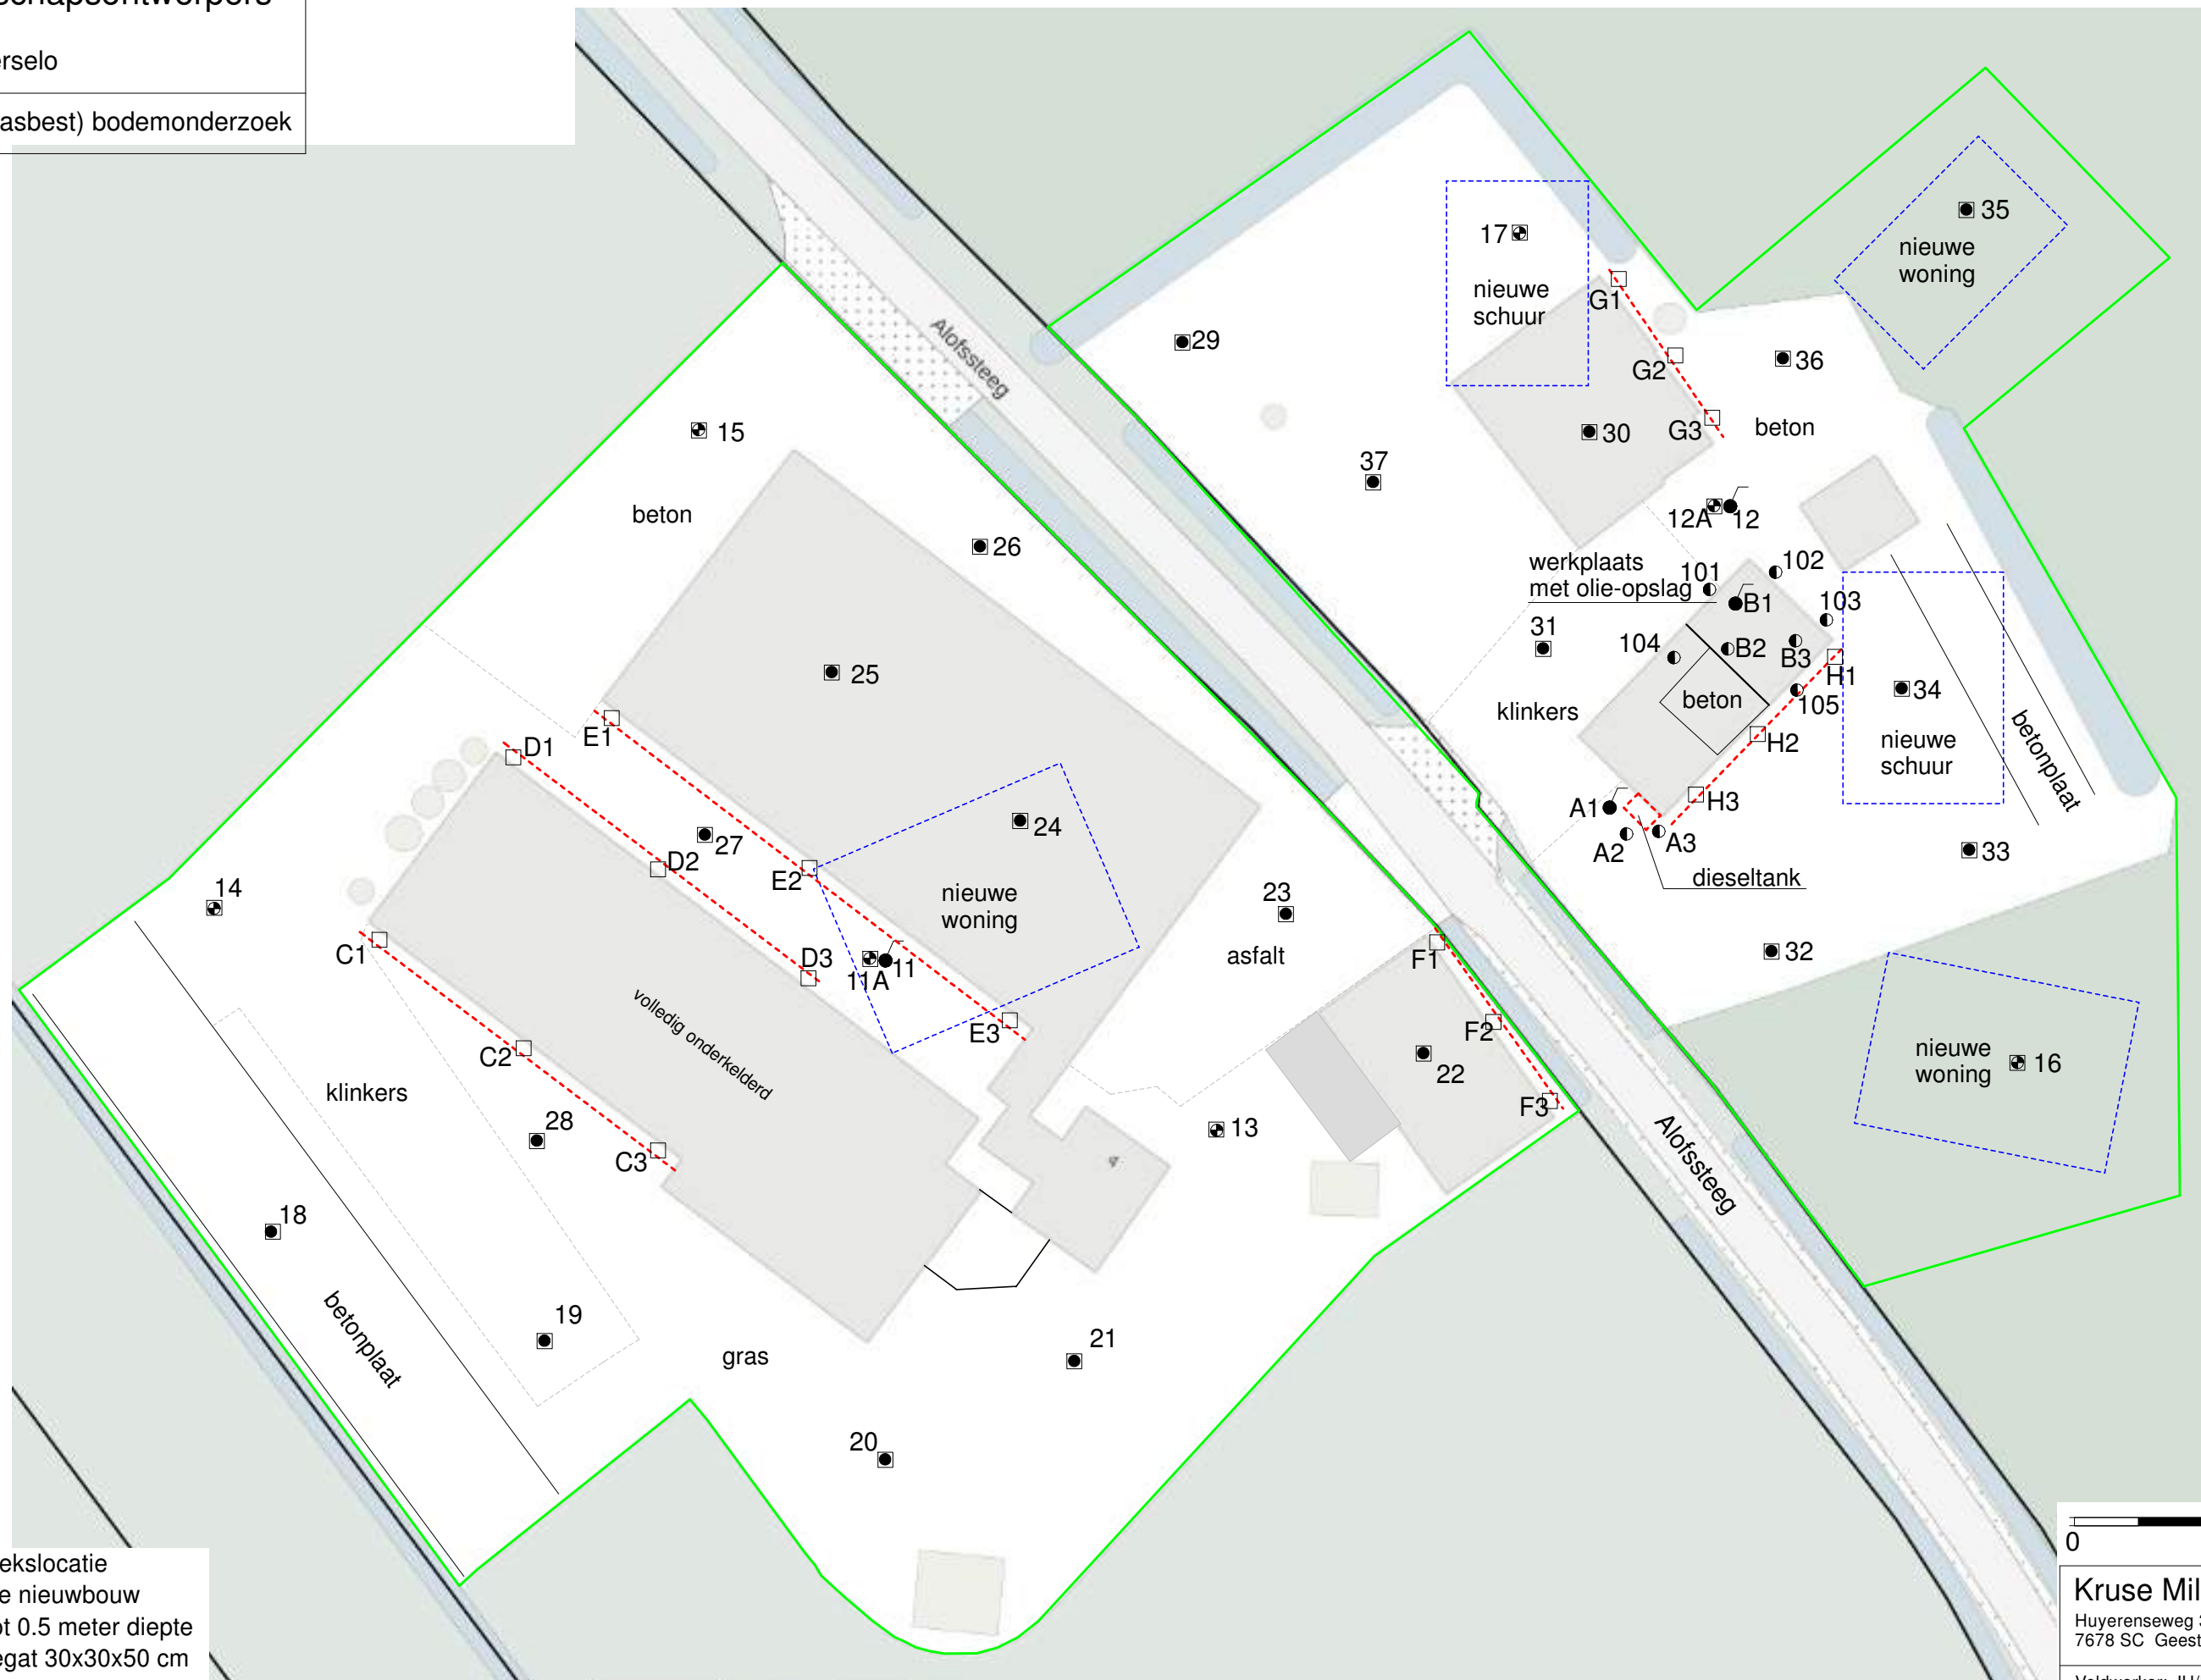 erselo
asbest) bodemonderzoek
Alofssteeg
17
nieuwe
schuur
35
nieuwe
woning
G1
29
G2
36
G3
beton
30
15
beton
37
26
12A
12
werkplaats
met olie-opslag
101
102
B1
103
31
104
B2
B3
H1
25
klinkers
beton
105
34
E1
D1
H2
nieuwe
schuur
betonplaat
A1
H3
27
24
A2
A3
33
D2
E2
dieseltank
14
nieuwe
woning
23
C1
asfalt
F1
32
D3
11A
11
volledig onderkelderd
E3
F2
C2
nieuwe
woning
16
klinkers
22
F3
28
13
C3
4
Alofssteeg
18
betonplaat
19
gras
21
20
0
ekslocatie
e nieuwbouw
ot 0.5 meter diepte
egat 30x30x50 cm
Kruse Mil
Huyerenseweg 3
7678 SC Geest